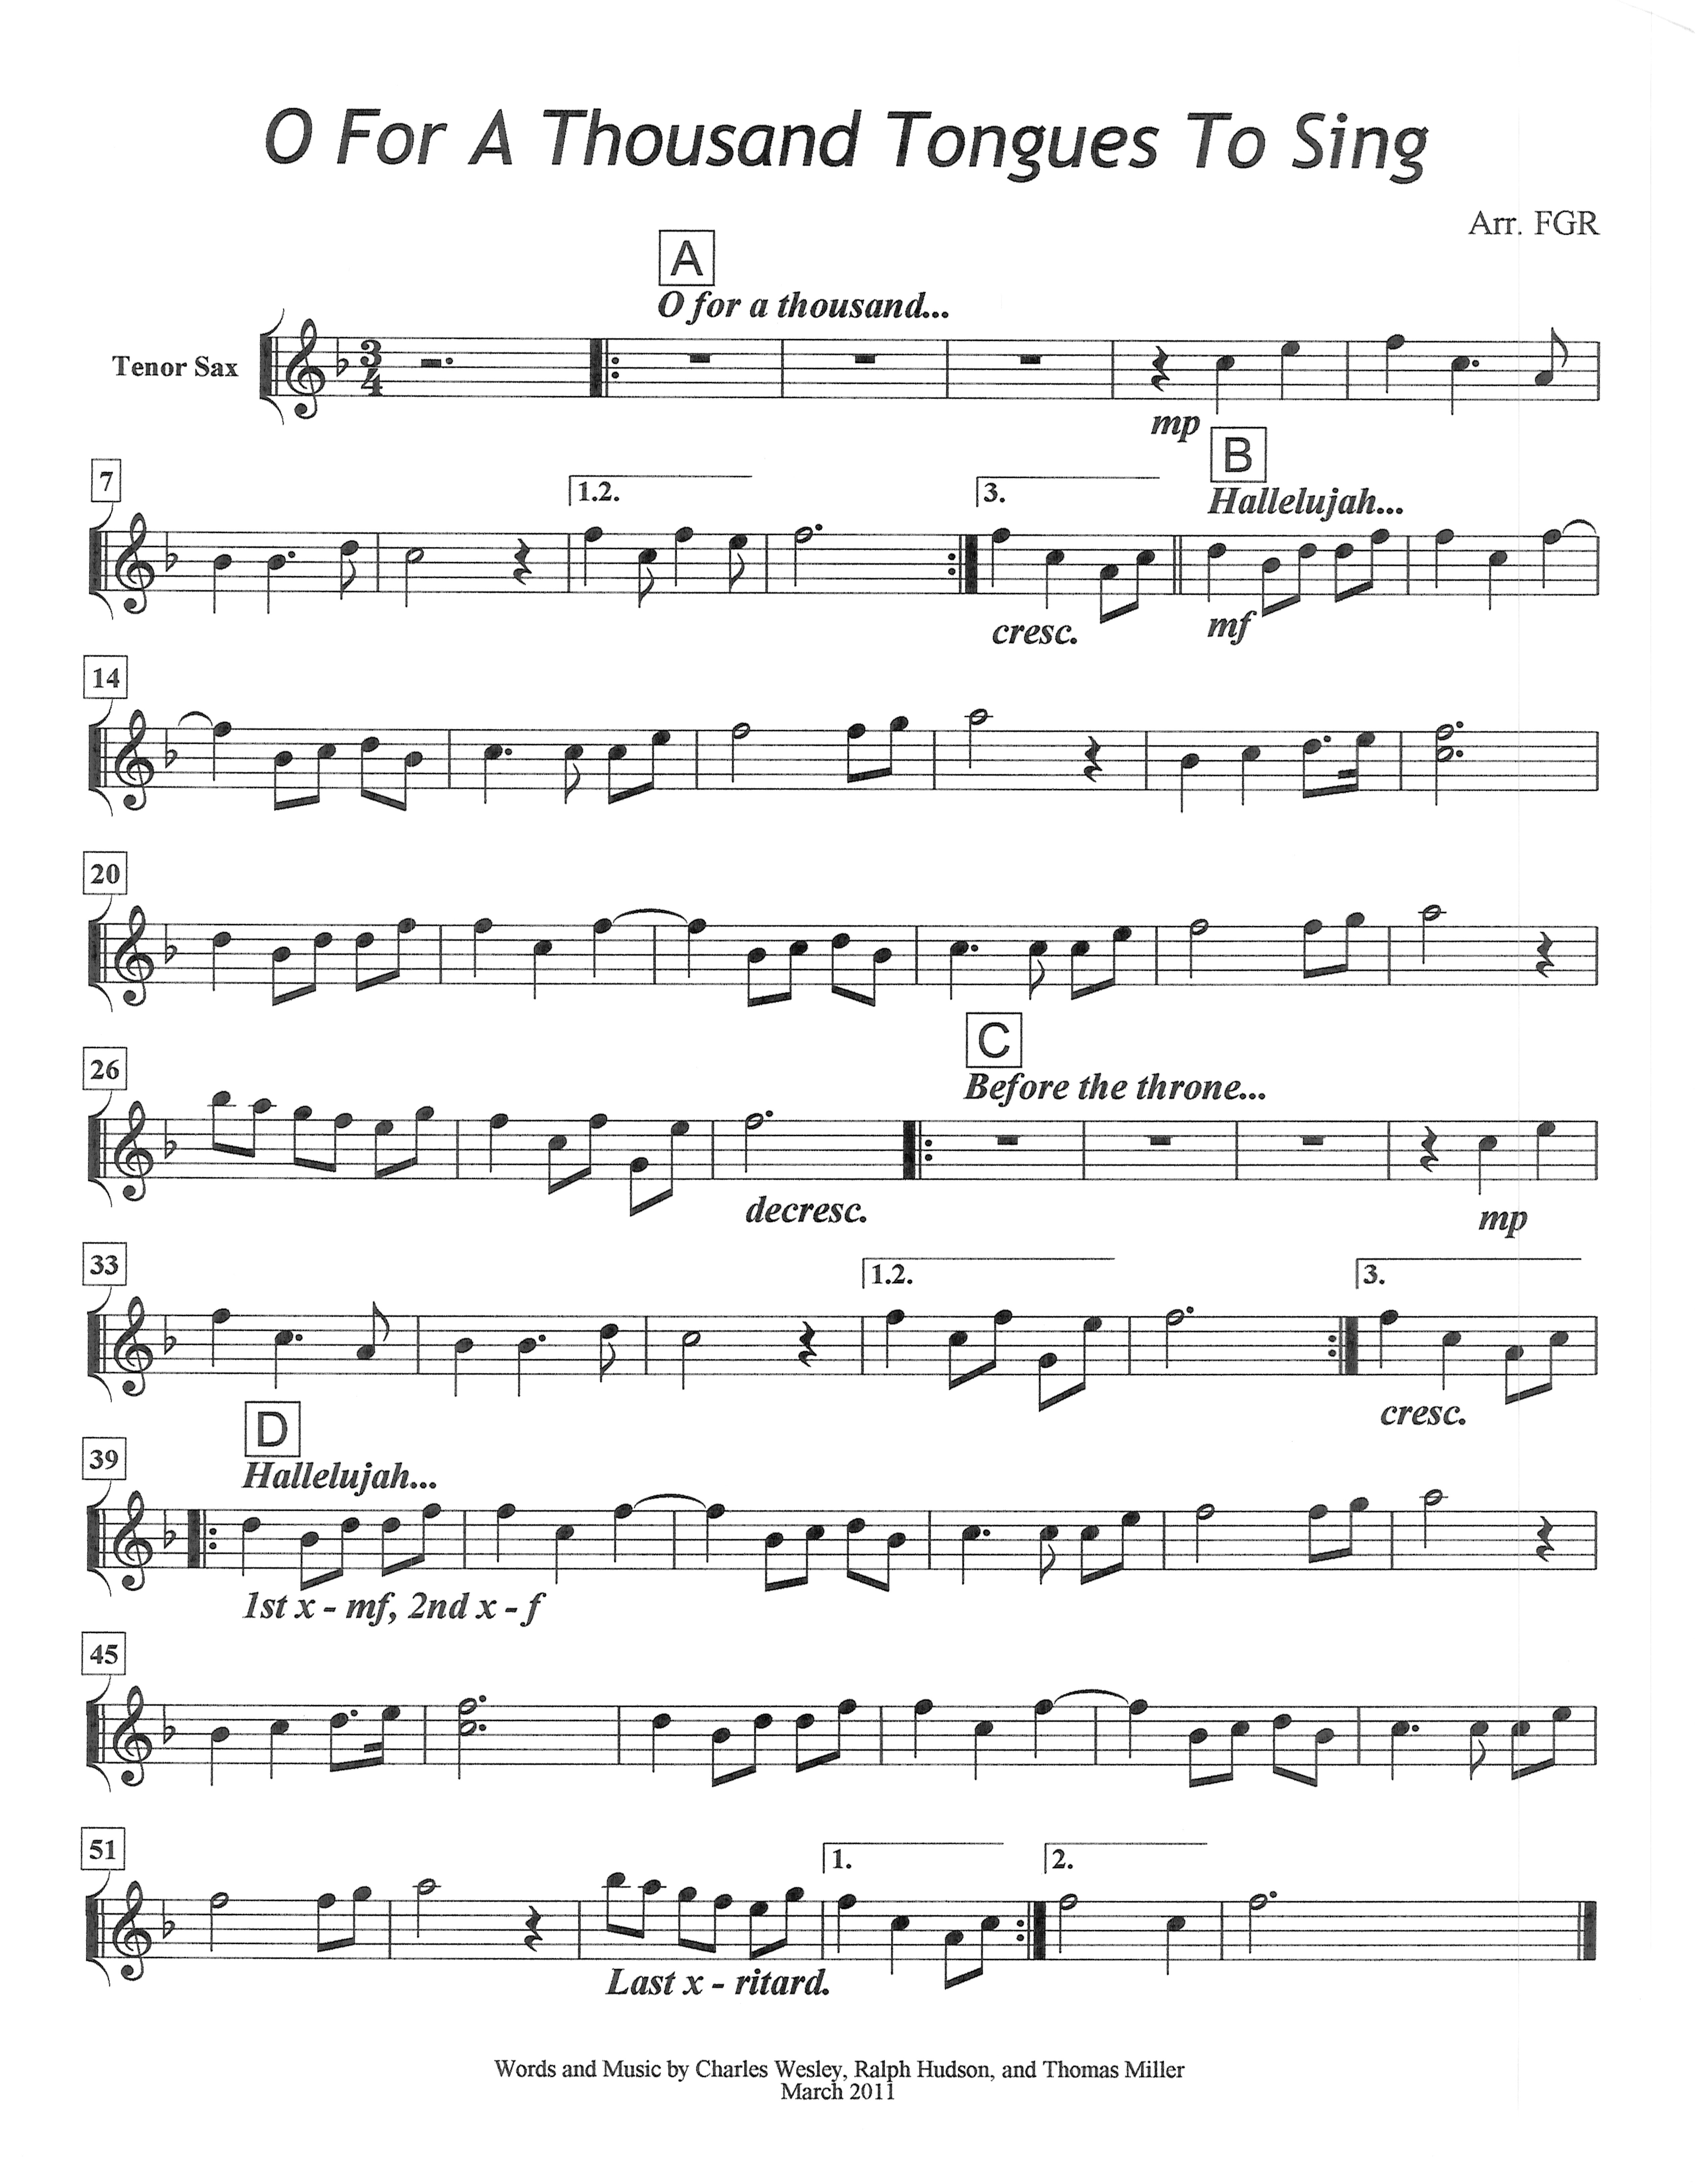 O For A Thousand Tongues To Sing
Arr. FGR
A
O for a thousand...
Tenor Sax
3
4
mp
7
1.2.
3.
B
Hallelujah...
cresc.
mf
14
20
26
C
Before the throne...
decresc.
mp
33
1.2.
3.
cresc.
39
D
Hallelujah...
1st x - mf, 2nd x - f
45
51
1.
2.
Last x - ritard.
Words and Music by Charles Wesley, Ralph Hudson, and Thomas Miller
March 2011